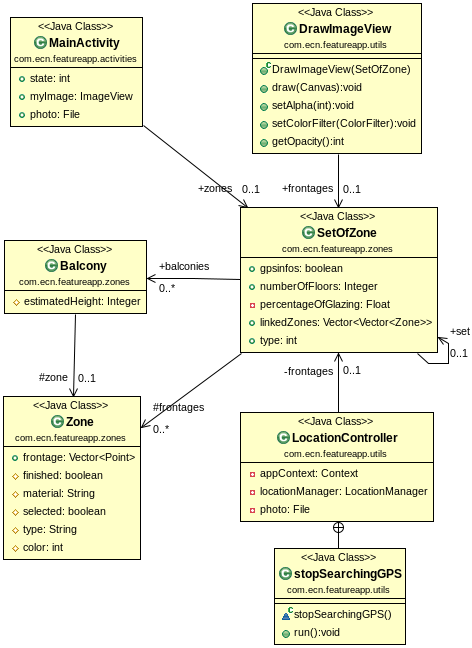 <<Java Class>>
MainActivity
com.ecn.featureapp.activities
state: int
myImage: ImageView
photo: File
<<Java Class>>
DrawImageView
com.ecn.featureapp.utils
DrawImageView(SetOfZone)
draw(Canvas):void
setAlpha(int):void
setColorFilter(ColorFilter):void
getOpacity():int
+zones 0..1
+frontages 0..1
<<Java Class>>
SetOfZone
com.ecn.featureapp.zones
gpsinfos: boolean
numberOfFloors: Integer
percentageOfGlazing: Float
linkedZones: Vector<Vector<Zone>>
type: int
+set
0..1
<<Java Class>>
Balcony
com.ecn.featureapp.zones
estimatedHeight: Integer
+balconies
0..*
#zone 0..1
#frontages
0..*
-frontages 0..1
<<Java Class>>
Zone
com.ecn.featureapp.zones
frontage: Vector<Point>
finished: boolean
material: String
selected: boolean
type: String
color: int
<<Java Class>>
LocationController
com.ecn.featureapp.utils
appContext: Context
locationManager: LocationManager
photo: File
<<Java Class>>
stopSearchingGPS
com.ecn.featureapp.utils
stopSearchingGPS()
run():void